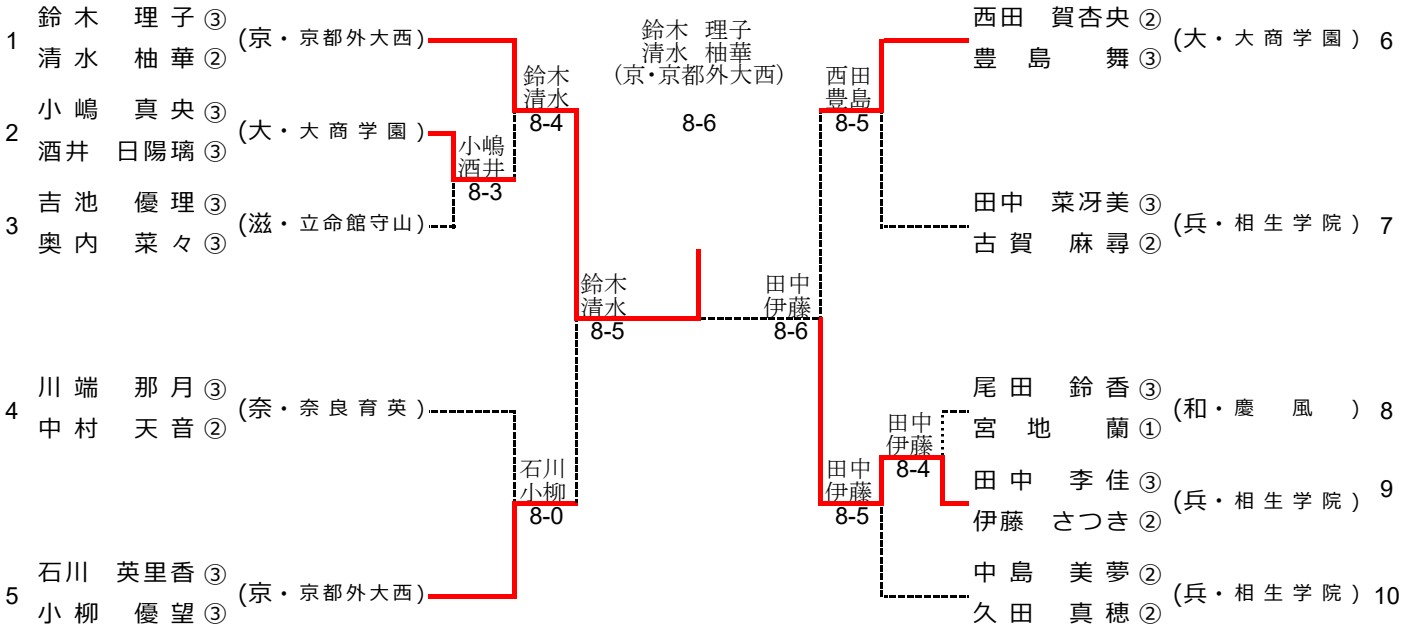 1 鈴木 理子③ (京・京都外大西)
清水 柚華②
2 小嶋 真央③ (大・大商学園)
酒井 日陽璃③
3 吉池 優理③ (滋・立命館守山)
奥内 菜々③
4 川端 那月③ (奈・奈良育英)
中村 天音②
5 石川 英里香③ (京・京都外大西)
小柳 優望③
小嶋
酒井
8-3
鈴木
清水
8-4
石川
小柳
8-0
鈴木
清水
8-5
鈴木 理子
清水 柚華
(京・京都外大西)
8-6
田中
伊藤
8-6
西田
豊島
8-5
田中
伊藤
8-5
田中
伊藤
8-4
西田 賀杏央② (大・大商学園) 6
豊島 舞③
田中 菜冴美③ (兵・相生学院) 7
古賀 麻尋②
尾田 鈴香③ (和・慶風) 8
宮地 蘭①
田中 李佳③ (兵・相生学院) 9
伊藤 さつき②
中島 美夢② (兵・相生学院) 10
久田 真穂②